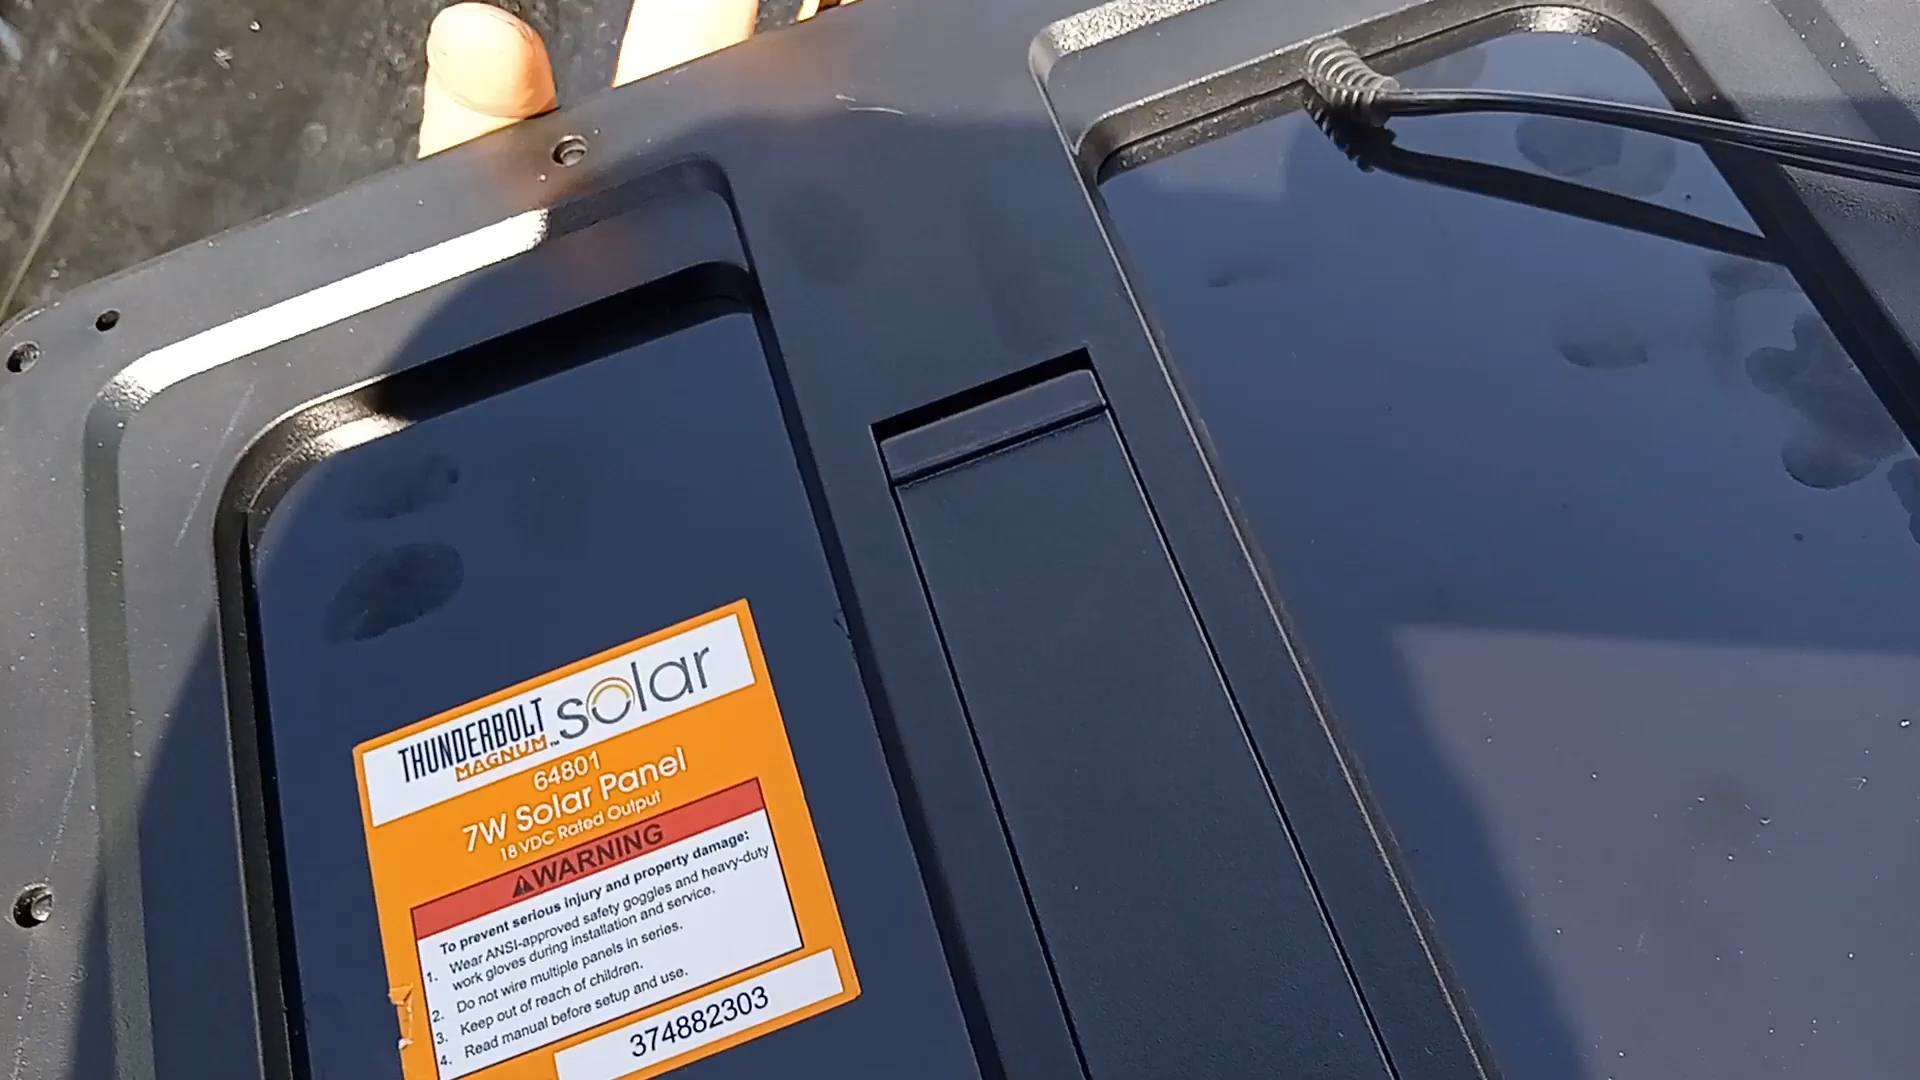 THUNDERBOLT solar
MAGNUM™
64801
7W Solar Panel
18 VDC Rated Output
⚠WARNING
To prevent serious injury and property damage:
1. Wear ANSI-approved safety goggles and heavy-duty
work gloves during installation and service.
2. Do not wire multiple panels in series.
3. Keep out of reach of children.
4. Read manual before setup and use.
374882303